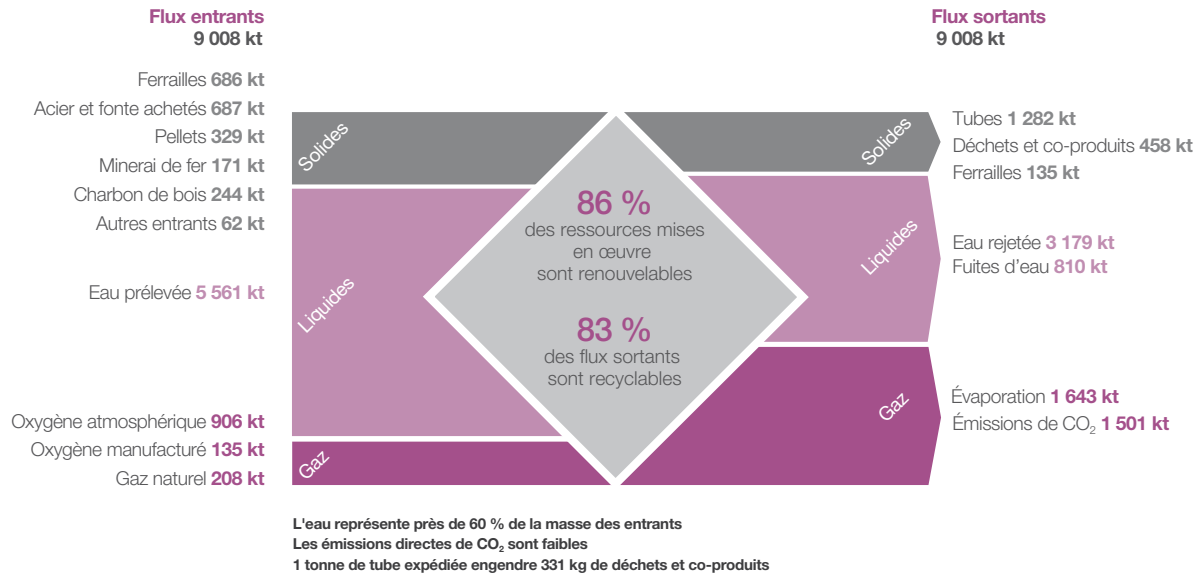 Flux entrants
9 008 kt
Ferrailles 686 kt
Acier et fonte achetés 687 kt
Pellets 329 kt
Minerai de fer 171 kt
Charbon de bois 244 kt
Autres entrants 62 kt
Eau prélevée 5 561 kt
Oxygène atmosphérique 906 kt
Oxygène manufacturé 135 kt
Gaz naturel 208 kt
Solides
Liquides
Gaz
86 %
des ressources mises
en œuvre
sont renouvelables
83 %
des flux sortants
sont recyclables
Solides
Liquides
Gaz
Flux sortants
9 008 kt
Tubes 1 282 kt
Déchets et co-produits 458 kt
Ferrailles 135 kt
Eau rejetée 3 179 kt
Fuites d'eau 810 kt
Évaporation 1 643 kt
Émissions de CO₂ 1 501 kt
L'eau représente près de 60 % de la masse des entrants
Les émissions directes de CO₂ sont faibles
1 tonne de tube expédiée engendre 331 kg de déchets et co-produits